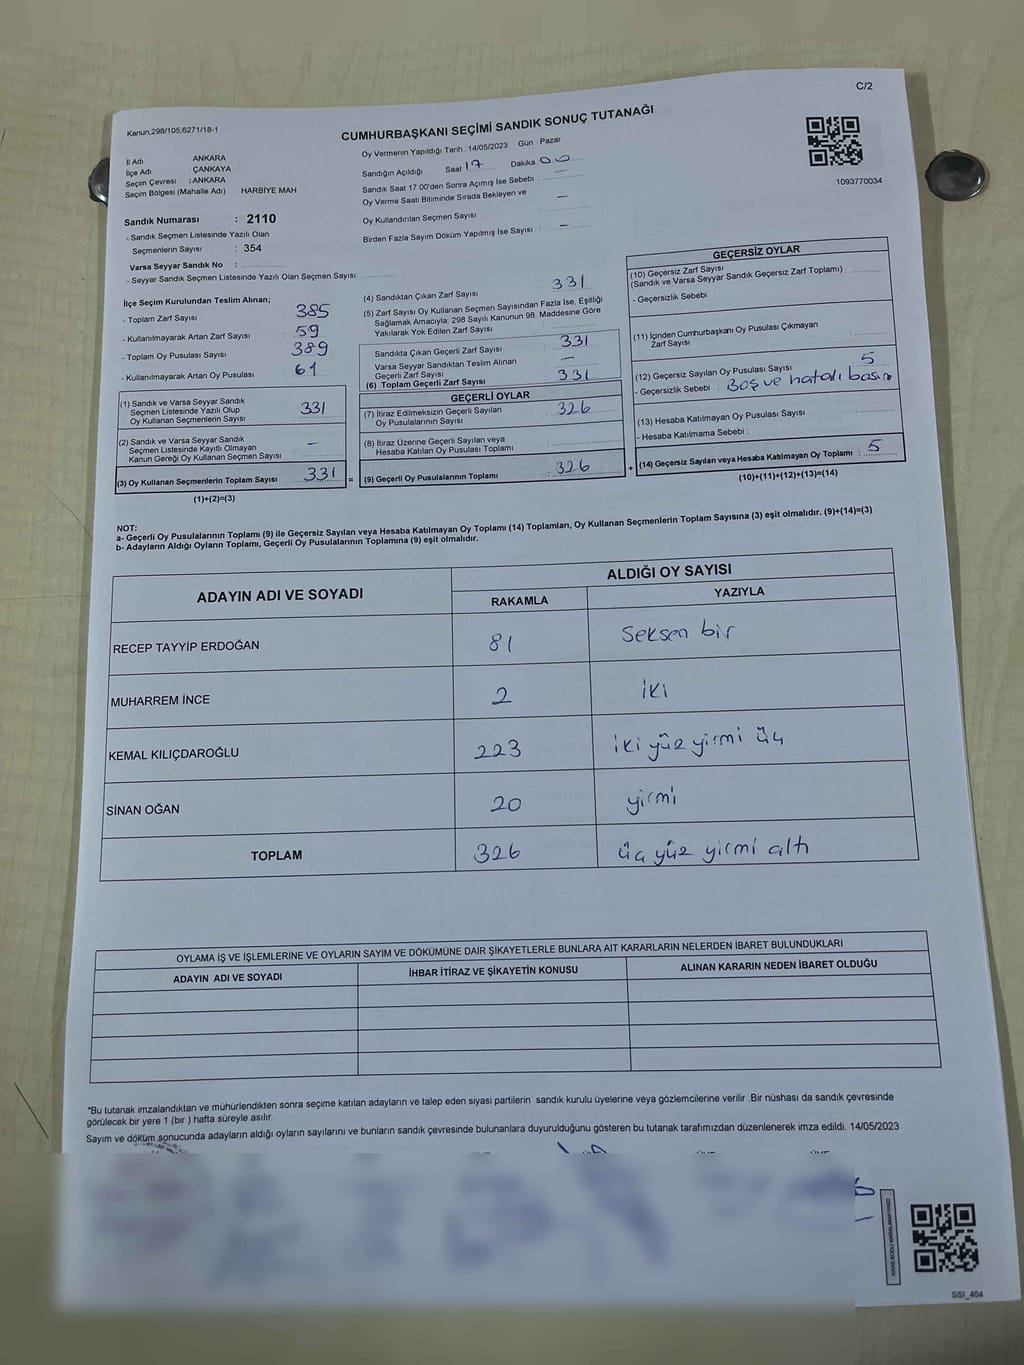 C/2
Kanun,298/105,6271/18-1
CUMHURBAŞKANI SEÇİMİ SANDIK SONUÇ TUTANAĞI
İl Adı : ANKARA
İlçe Adı : ÇANKAYA
Seçim Çevresi : ANKARA
Seçim Bölgesi (Mahalle Adı) : HARBİYE MAH
Sandık Numarası : 2110
- Sandık Seçmen Listesinde Yazılı Olan
Seçmenlerin Sayısı : 354
Varsa Seyyar Sandık No :
- Seyyar Sandık Seçmen Listesinde Yazılı Olan Seçmen Sayısı:
Oy Vermenin Yapıldığı Tarih : 14/05/2023 Gün : Pazar
Sandığın Açıldığı Saat 17 Dakika 00
Sandık Saat 17 00'den Sonra Açımış İse Sebebi : —
Oy Verme Saati Bitiminde Sırada Bekleyen ve
Oy Kullandırılan Seçmen Sayısı : —
Birden Fazla Sayım Döküm Yapılmış İse Sayısı : —
1093770034
İlçe Seçim Kurulundan Teslim Alınan;
- Toplam Zarf Sayısı : 385
- Kullanılmayarak Artan Zarf Sayısı : 59
- Toplam Oy Pusulası Sayısı : 389
- Kullanılmayarak Artan Oy Pusulası : 61
(1) Sandık ve Varsa Seyyar Sandık
Seçmen Listesinde Yazılı Olup
Oy Kullanan Seçmenlerin Sayısı : 331
(2) Sandık ve Varsa Seyyar Sandık
Seçmen Listesinde Kayıtlı Olmayan
Kanun Gereği Oy Kullanan Seçmen Sayısı : —
(3) Oy Kullanan Seçmenlerin Toplam Sayısı : 331 =
(1)+(2)=(3)
(4) Sandıktan Çıkan Zarf Sayısı : 331
(5) Zarf Sayısı Oy Kullanan Seçmen Sayısından Fazla İse, Eşitliği
Sağlamak Amacıyla; 298 Sayılı Kanunun 98. Maddesine Göre
Yakılarak Yok Edilen Zarf Sayısı :
Sandıkta Çıkan Geçerli Zarf Sayısı : 331
Varsa Seyyar Sandıktan Teslim Alınan
Geçerli Zarf Sayısı : —
(6) Toplam Geçerli Zarf Sayısı : 331
GEÇERLİ OYLAR
(7) İtiraz Edilmeksizin Geçerli Sayılan
Oy Pusulalarının Sayısı : 326
(8) İtiraz Üzerine Geçerli Sayılan veya
Hesaba Katılan Oy Pusulası Toplamı :
(9) Geçerli Oy Pusulalarının Toplamı : 326 +
GEÇERSİZ OYLAR
(10) Geçersiz Zarf Sayısı
(Sandık ve Varsa Seyyar Sandık Geçersiz Zarf Toplamı) :
- Geçersizlik Sebebi :
(11) İçinden Cumhurbaşkanı Oy Pusulası Çıkmayan
Zarf Sayısı :
(12) Geçersiz Sayılan Oy Pusulası Sayısı : 5
- Geçersizlik Sebebi : Boş ve hatalı basım
(13) Hesaba Katılmayan Oy Pusulası Sayısı :
- Hesaba Katılmama Sebebi :
(14) Geçersiz Sayılan veya Hesaba Katılmayan Oy Toplamı : 5
(10)+(11)+(12)+(13)=(14)
NOT:
a- Geçerli Oy Pusulalarının Toplamı (9) ile Geçersiz Sayılan veya Hesaba Katılmayan Oy Toplamı (14) Toplamları, Oy Kullanan Seçmenlerin Toplam Sayısına (3) eşit olmalıdır. (9)+(14)=(3)
b- Adayların Aldığı Oyların Toplamı, Geçerli Oy Pusulalarının Toplamına (9) eşit olmalıdır.
ADAYIN ADI VE SOYADI ALDIĞI OY SAYISI
RAKAMLA YAZIYLA
RECEP TAYYİP ERDOĞAN 81 Seksen bir
MUHARREM İNCE 2 iki
KEMAL KILIÇDAROĞLU 223 iki yüz yirmi üç
SİNAN OĞAN 20 yirmi
TOPLAM 326 üç yüz yirmi altı
OYLAMA İŞ VE İŞLEMLERİNE VE OYLARIN SAYIM VE DÖKÜMÜNE DAİR ŞİKAYETLERLE BUNLARA AİT KARARLARIN NELERDEN İBARET BULUNDUKLARI
ADAYIN ADI VE SOYADI İHBAR İTİRAZ VE ŞİKAYETİN KONUSU ALINAN KARARIN NEDEN İBARET OLDUĞU
*Bu tutanak imzalandıktan ve mühürlendikten sonra seçime katılan adayların ve talep eden siyasi partilerin sandık kurulu üyelerine veya gözlemcilerine verilir .Bir nüshası da sandık çevresinde
görülecek bir yere 1 (bir ) hafta süreyle asılır.
Sayım ve döküm sonucunda adayların aldığı oyların sayılarını ve bunların sandık çevresinde bulunanlara duyurulduğunu gösteren bu tutanak tarafımızdan düzenlenerek imza edildi. 14/05/2023
SSI_404